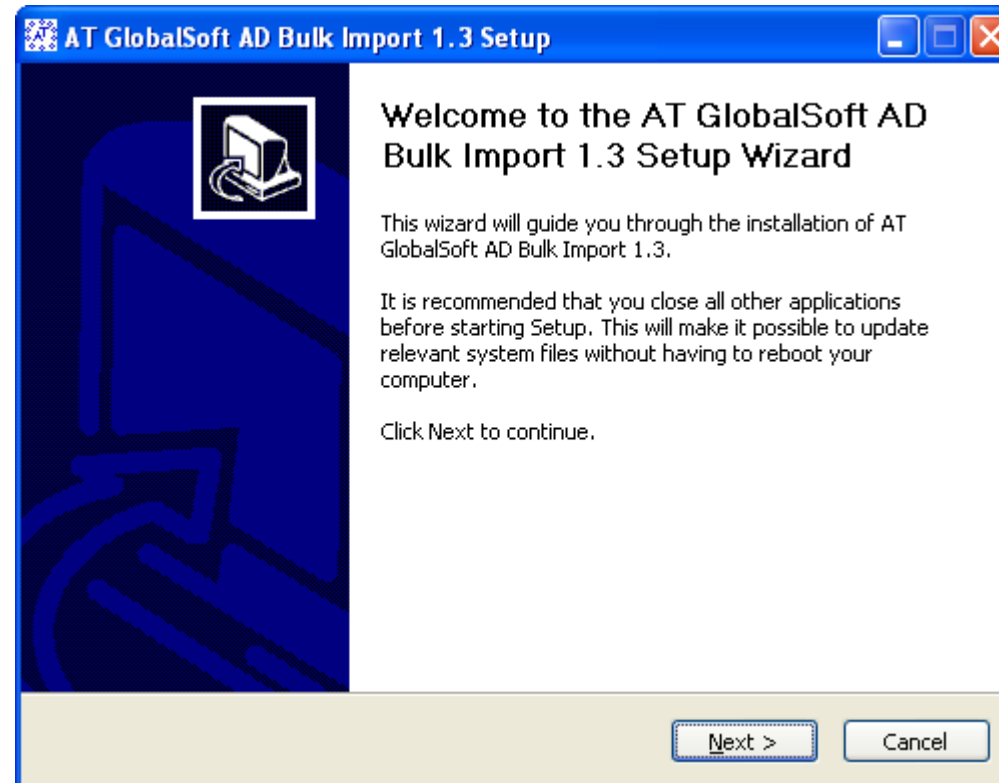 AT GlobalSoft AD Bulk Import 1.3 Setup
Welcome to the AT GlobalSoft AD
Bulk Import 1.3 Setup Wizard
This wizard will guide you through the installation of AT
GlobalSoft AD Bulk Import 1.3.
It is recommended that you close all other applications
before starting Setup. This will make it possible to update
relevant system files without having to reboot your
computer.
Click Next to continue.
Next >
Cancel